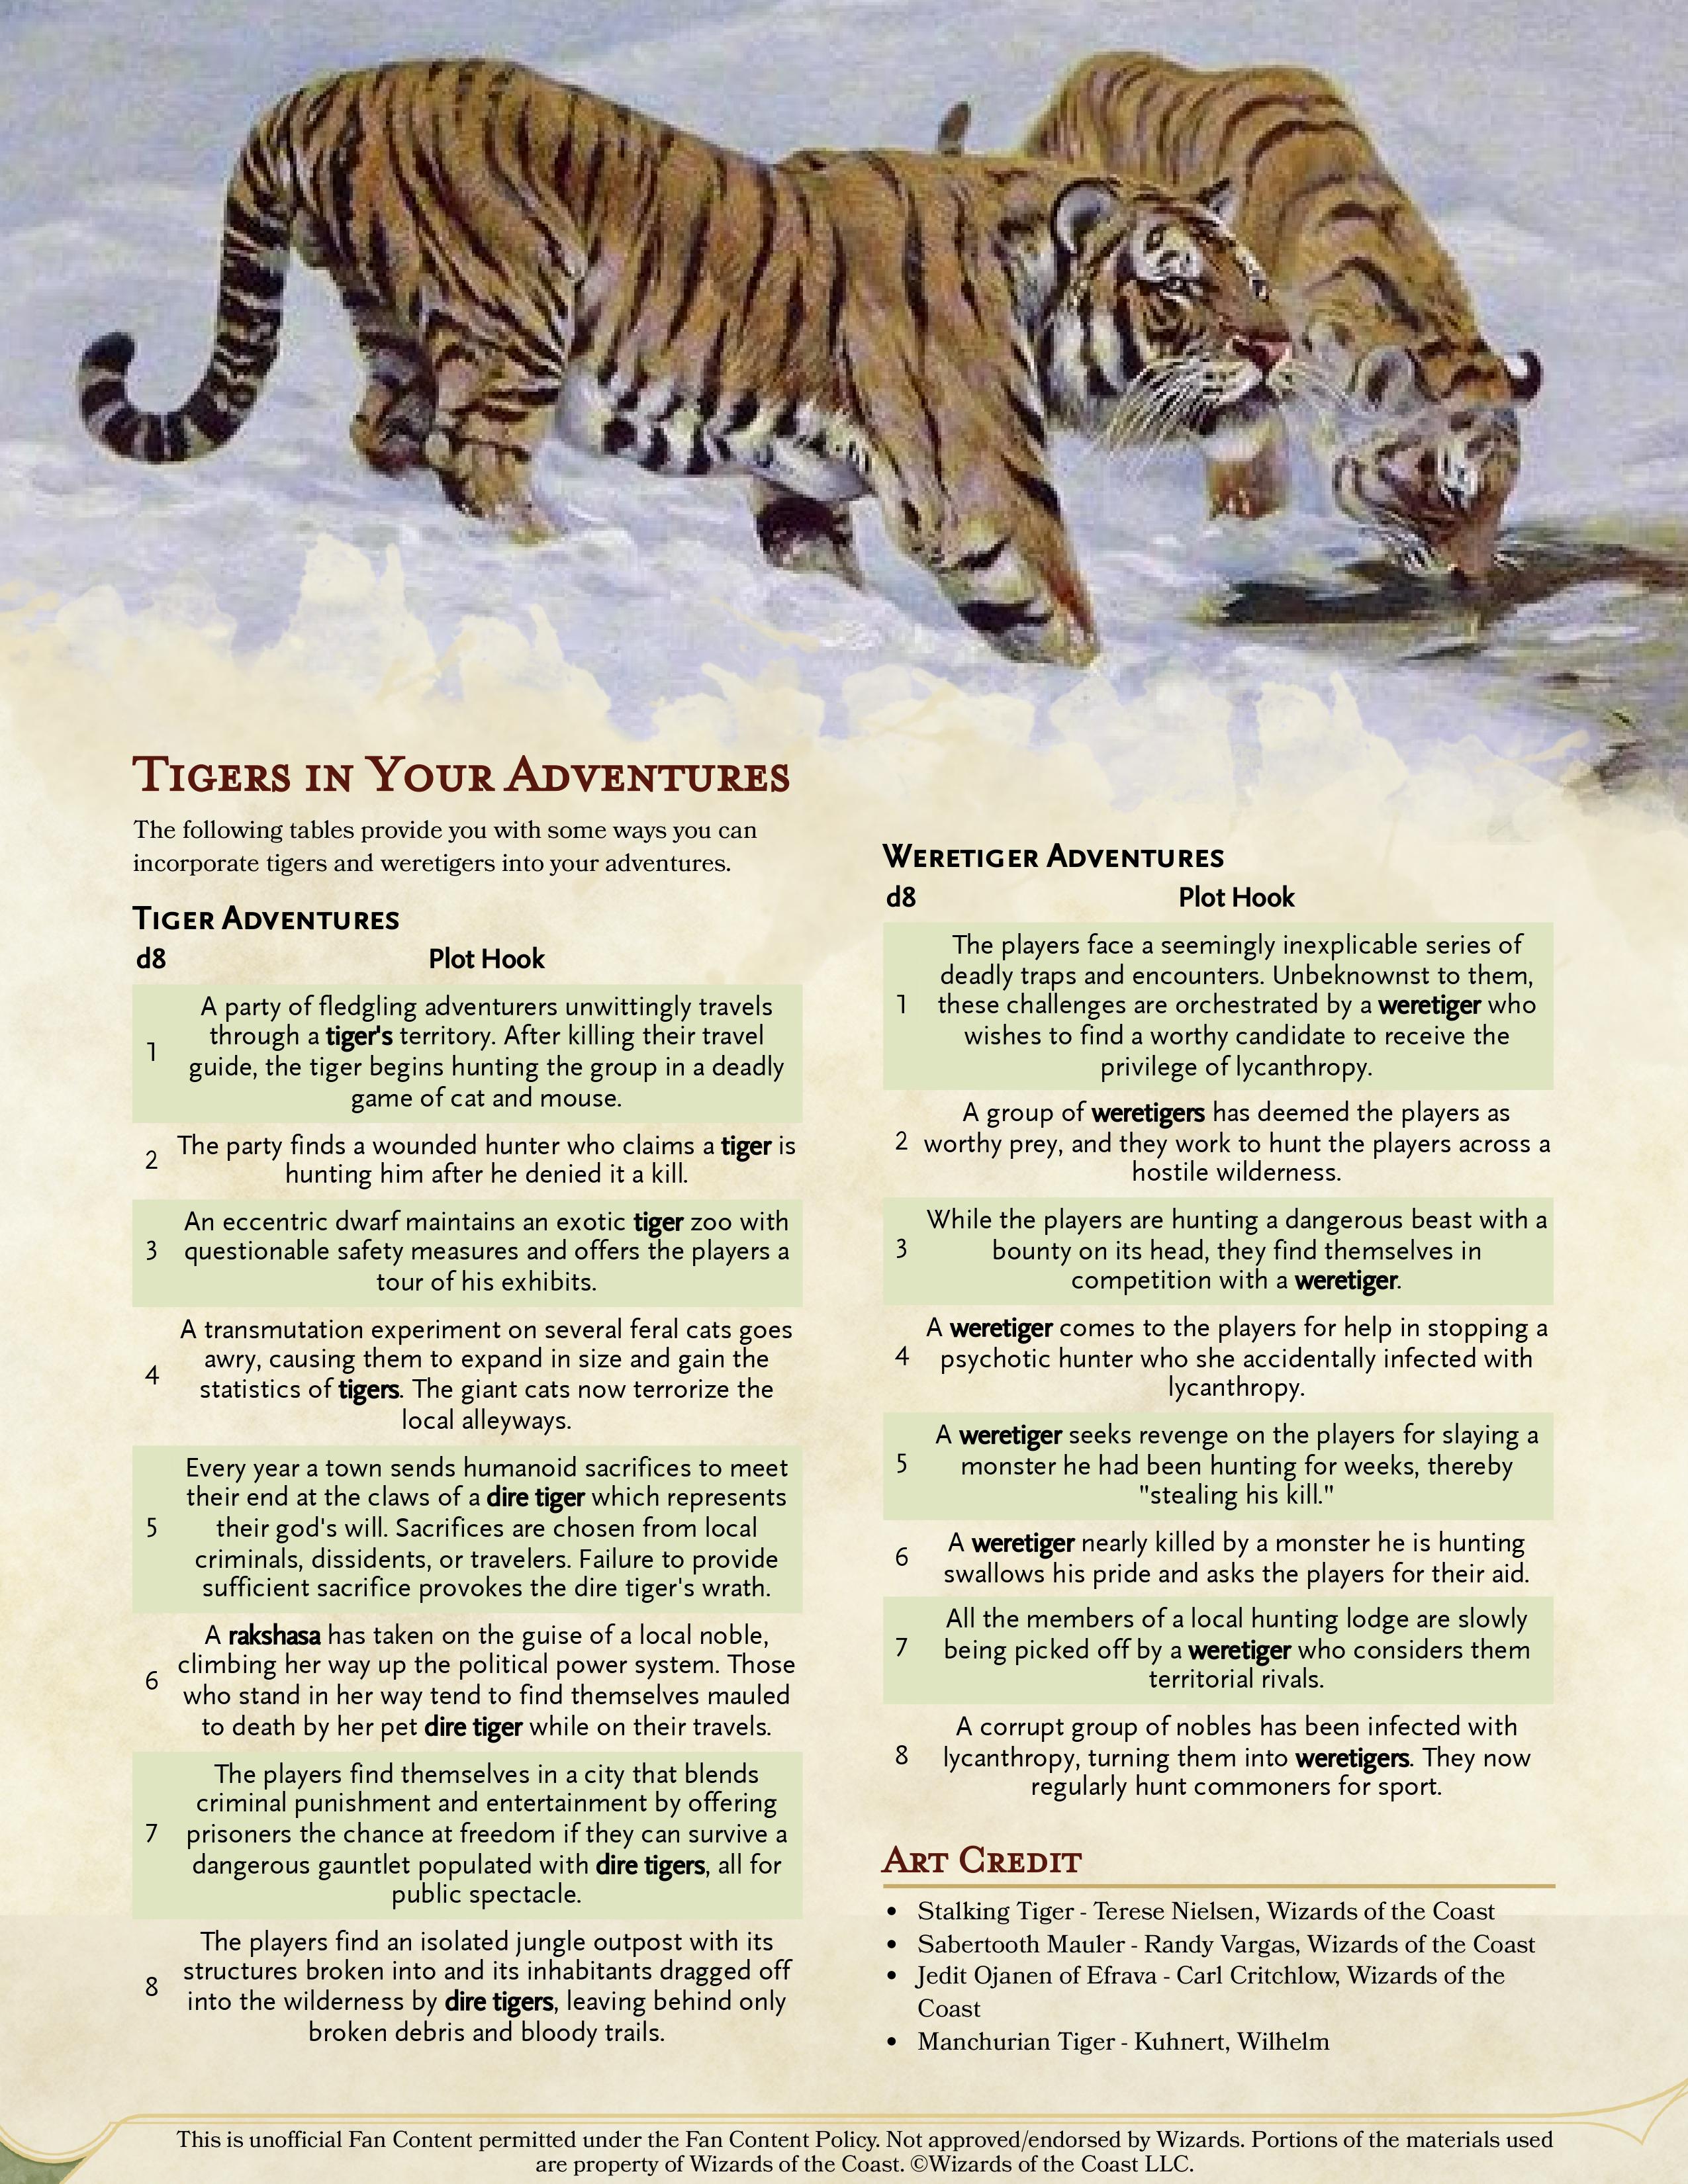 Tigers in Your Adventures
The following tables provide you with some ways you can
incorporate tigers and weretigers into your adventures.
Tiger Adventures
d8 Plot Hook
1
A party of fledgling adventurers unwittingly travels
through a tiger's territory. After killing their travel
guide, the tiger begins hunting the group in a deadly
game of cat and mouse.
2
The party finds a wounded hunter who claims a tiger is
hunting him after he denied it a kill.
3
An eccentric dwarf maintains an exotic tiger zoo with
questionable safety measures and offers the players a
tour of his exhibits.
4
A transmutation experiment on several feral cats goes
awry, causing them to expand in size and gain the
statistics of tigers. The giant cats now terrorize the
local alleyways.
5
Every year a town sends humanoid sacrifices to meet
their end at the claws of a dire tiger which represents
their god's will. Sacrifices are chosen from local
criminals, dissidents, or travelers. Failure to provide
sufficient sacrifice provokes the dire tiger's wrath.
6
A rakshasa has taken on the guise of a local noble,
climbing her way up the political power system. Those
who stand in her way tend to find themselves mauled
to death by her pet dire tiger while on their travels.
7
The players find themselves in a city that blends
criminal punishment and entertainment by offering
prisoners the chance at freedom if they can survive a
dangerous gauntlet populated with dire tigers, all for
public spectacle.
8
The players find an isolated jungle outpost with its
structures broken into and its inhabitants dragged off
into the wilderness by dire tigers, leaving behind only
broken debris and bloody trails.
Weretiger Adventures
d8 Plot Hook
1
The players face a seemingly inexplicable series of
deadly traps and encounters. Unbeknownst to them,
these challenges are orchestrated by a weretiger who
wishes to find a worthy candidate to receive the
privilege of lycanthropy.
2
A group of weretigers has deemed the players as
worthy prey, and they work to hunt the players across a
hostile wilderness.
3
While the players are hunting a dangerous beast with a
bounty on its head, they find themselves in
competition with a weretiger.
4
A weretiger comes to the players for help in stopping a
psychotic hunter who she accidentally infected with
lycanthropy.
5
A weretiger seeks revenge on the players for slaying a
monster he had been hunting for weeks, thereby
"stealing his kill."
6
A weretiger nearly killed by a monster he is hunting
swallows his pride and asks the players for their aid.
7
All the members of a local hunting lodge are slowly
being picked off by a weretiger who considers them
territorial rivals.
8
A corrupt group of nobles has been infected with
lycanthropy, turning them into weretigers. They now
regularly hunt commoners for sport.
Art Credit
• Stalking Tiger - Terese Nielsen, Wizards of the Coast
• Sabertooth Mauler - Randy Vargas, Wizards of the Coast
• Jedit Ojanen of Efrava - Carl Critchlow, Wizards of the
Coast
• Manchurian Tiger - Kuhnert, Wilhelm
This is unofficial Fan Content permitted under the Fan Content Policy. Not approved/endorsed by Wizards. Portions of the materials used
are property of Wizards of the Coast. ©Wizards of the Coast LLC.